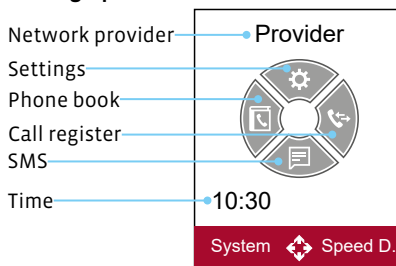 Network provider
Provider
Settings
Phone book
Call register
SMS
Time
10:30
System Speed D.